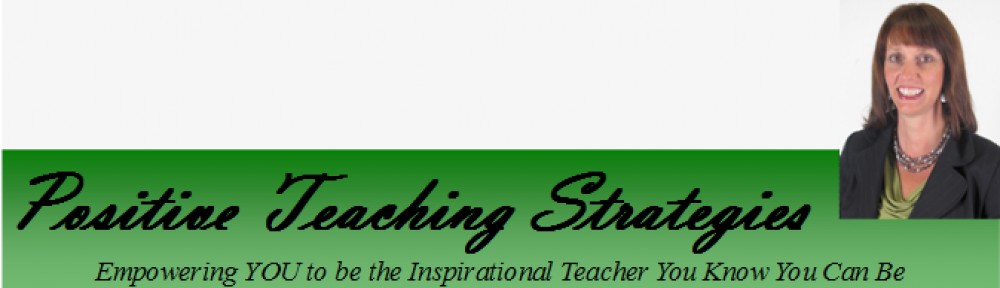 Positive Teaching Strategies
Empowering YOU to be the Inspirational Teacher You Know You Can Be